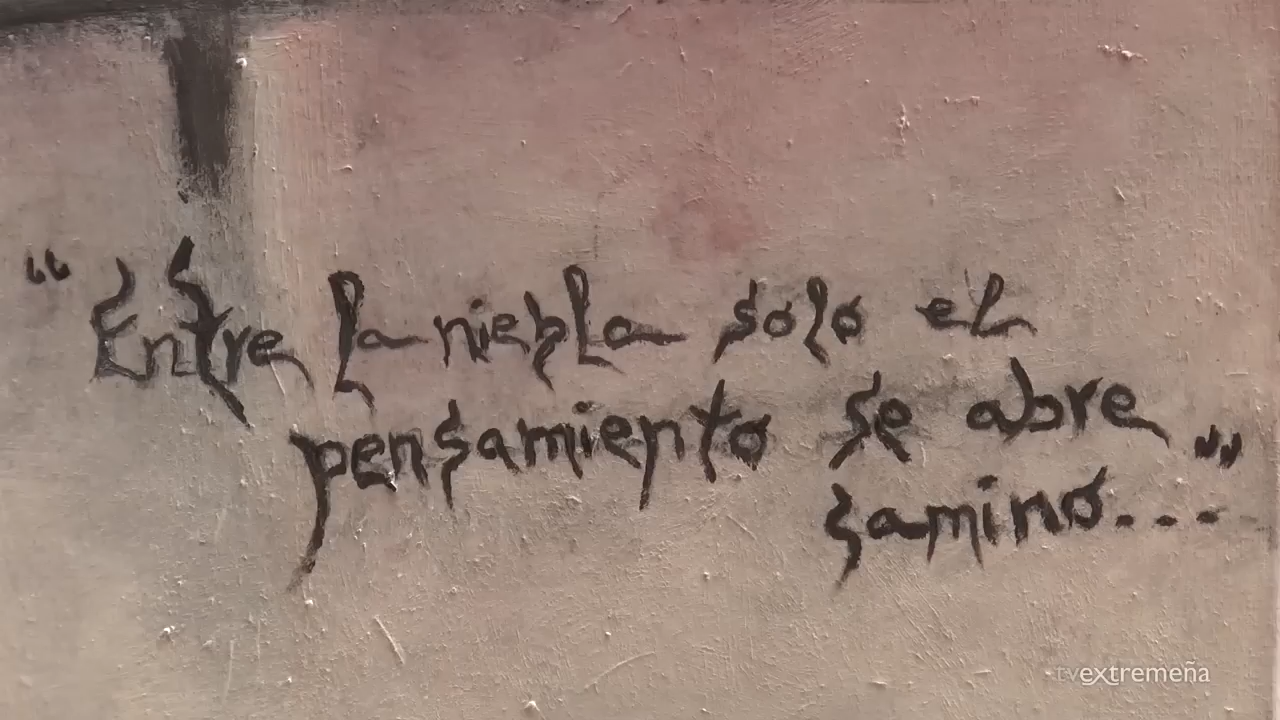 “Entre la niebla solo el
pensamiento se abre
camino...”
tvextremeña